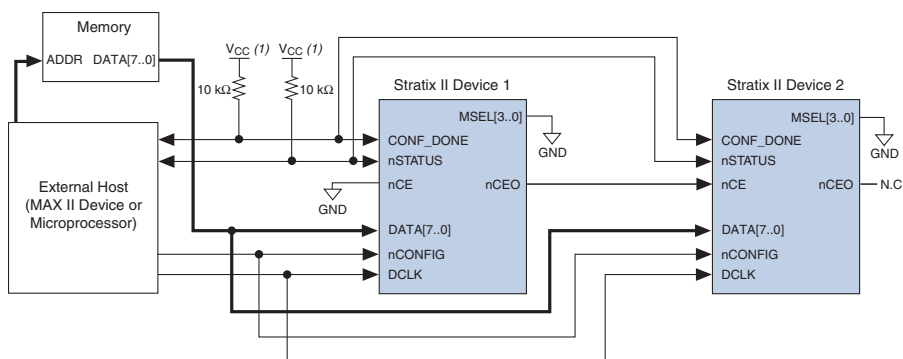 Memory
ADDR DATA[7..0]
VCC (1) VCC (1)
10 kΩ 10 kΩ
External Host
(MAX II Device or
Microprocessor)
Stratix II Device 1
MSEL[3..0]
GND
CONF_DONE
nSTATUS
nCE nCEO
GND
DATA[7..0]
nCONFIG
DCLK
Stratix II Device 2
MSEL[3..0]
GND
CONF_DONE
nSTATUS
nCE nCEO N.C
DATA[7..0]
nCONFIG
DCLK